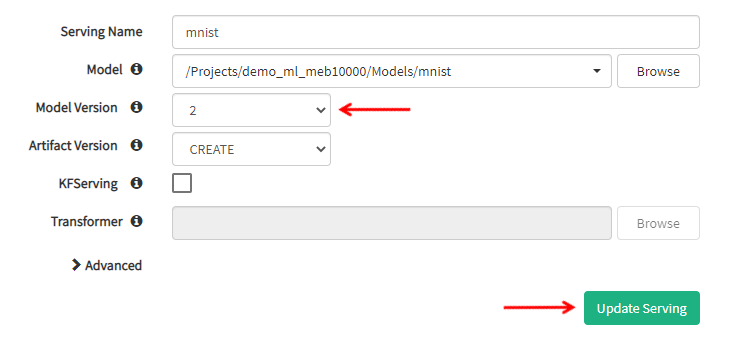 Serving Name mnist
Model /Projects/demo_ml_meb10000/Models/mnist Browse
Model Version 2
Artifact Version CREATE
KFServing
Transformer Browse
Advanced
Update Serving